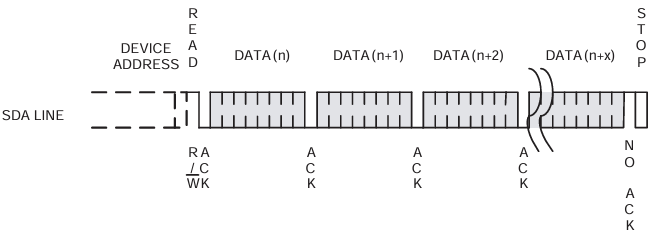 READ
STOP
DEVICE
ADDRESS
DATA (n)
DATA (n+1)
DATA (n+2)
DATA (n+x)
SDA LINE
R/W
ACK
ACK
ACK
ACK
NO ACK